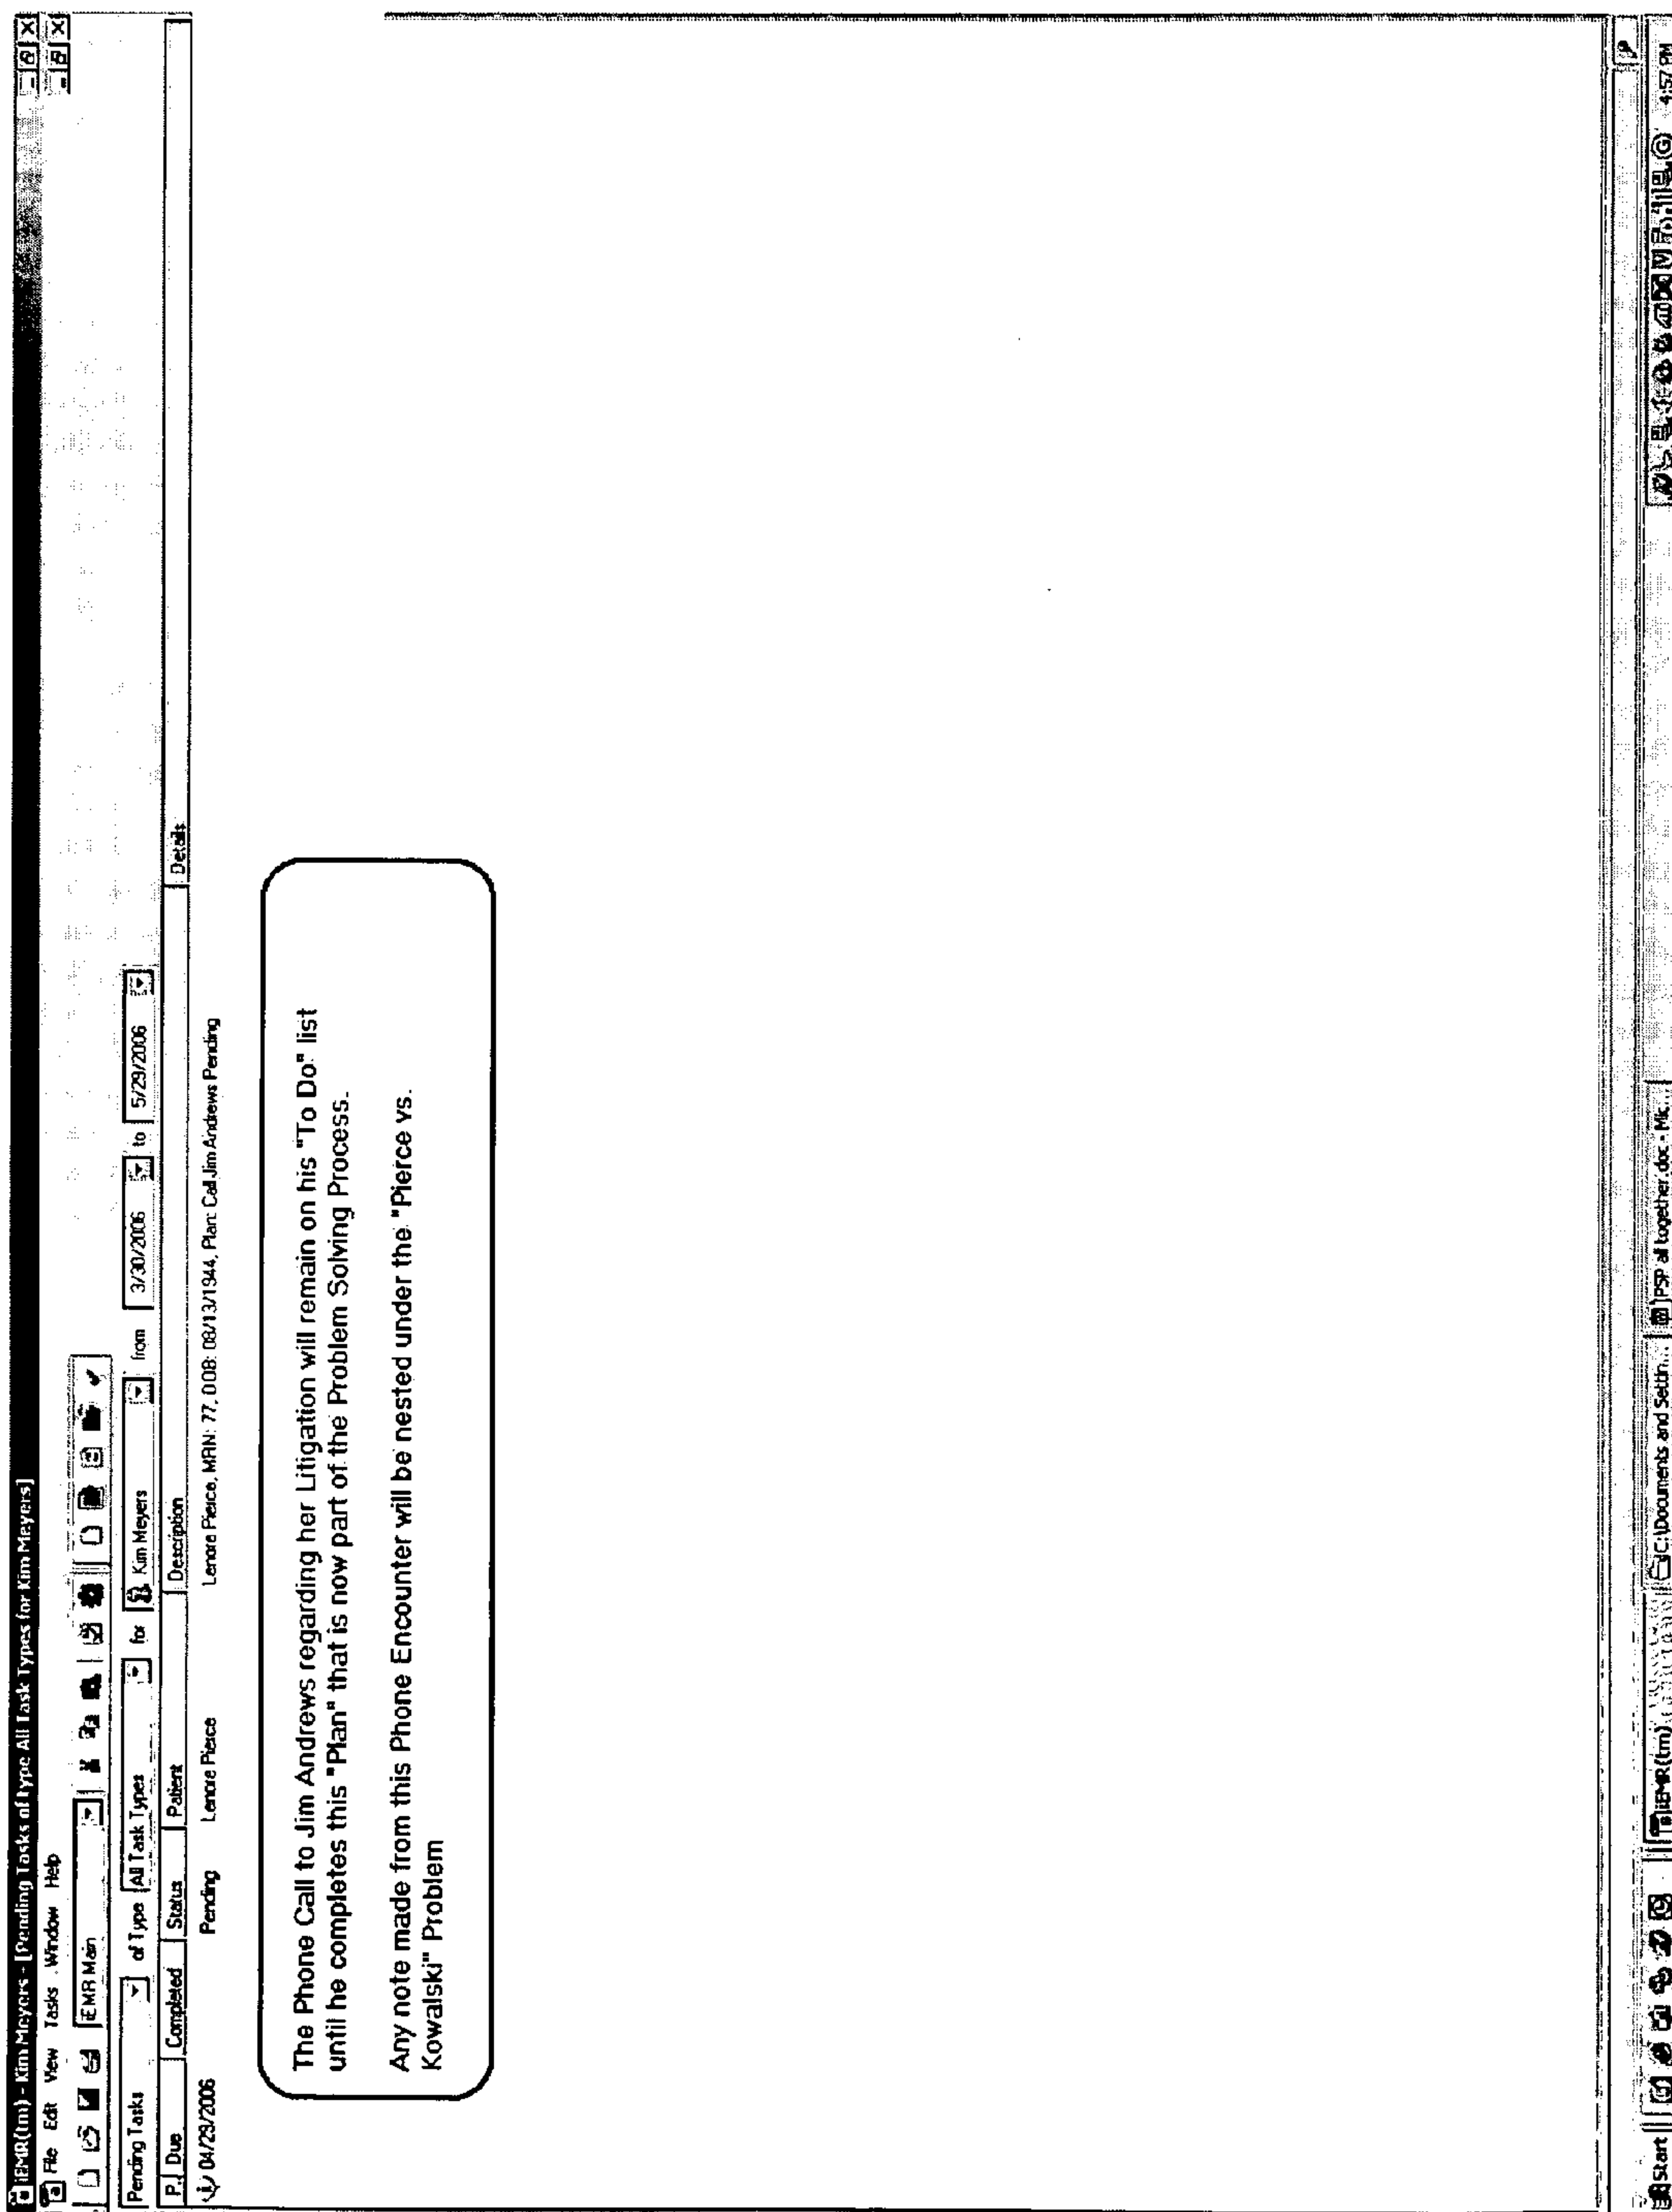 iEMR(tm) - Kim Meyers - [Pending Tasks of type All Task Types for Kim Meyers]
File Edit View Tasks Window Help
iEMR Main
Pending Tasks of Type All Task Types for Kim Meyers from 3/30/2006 to 5/29/2006
P. Due Completed Status Patient Description Details
04/29/2006 Pending Lenore Pierce Lenore Pierce, MRN: 77, DOB: 08/13/1944, Plan: Call Jim Andrews Pending
The Phone Call to Jim Andrews regarding her Litigation will remain on his "To Do" list
until he completes this "Plan" that is now part of the Problem Solving Process.
Any note made from this Phone Encounter will be nested under the "Pierce vs.
Kowalski" Problem
Start iEMR(tm) C:\Documents and Settin... PSP all together.doc - Mic... 4:57 PM